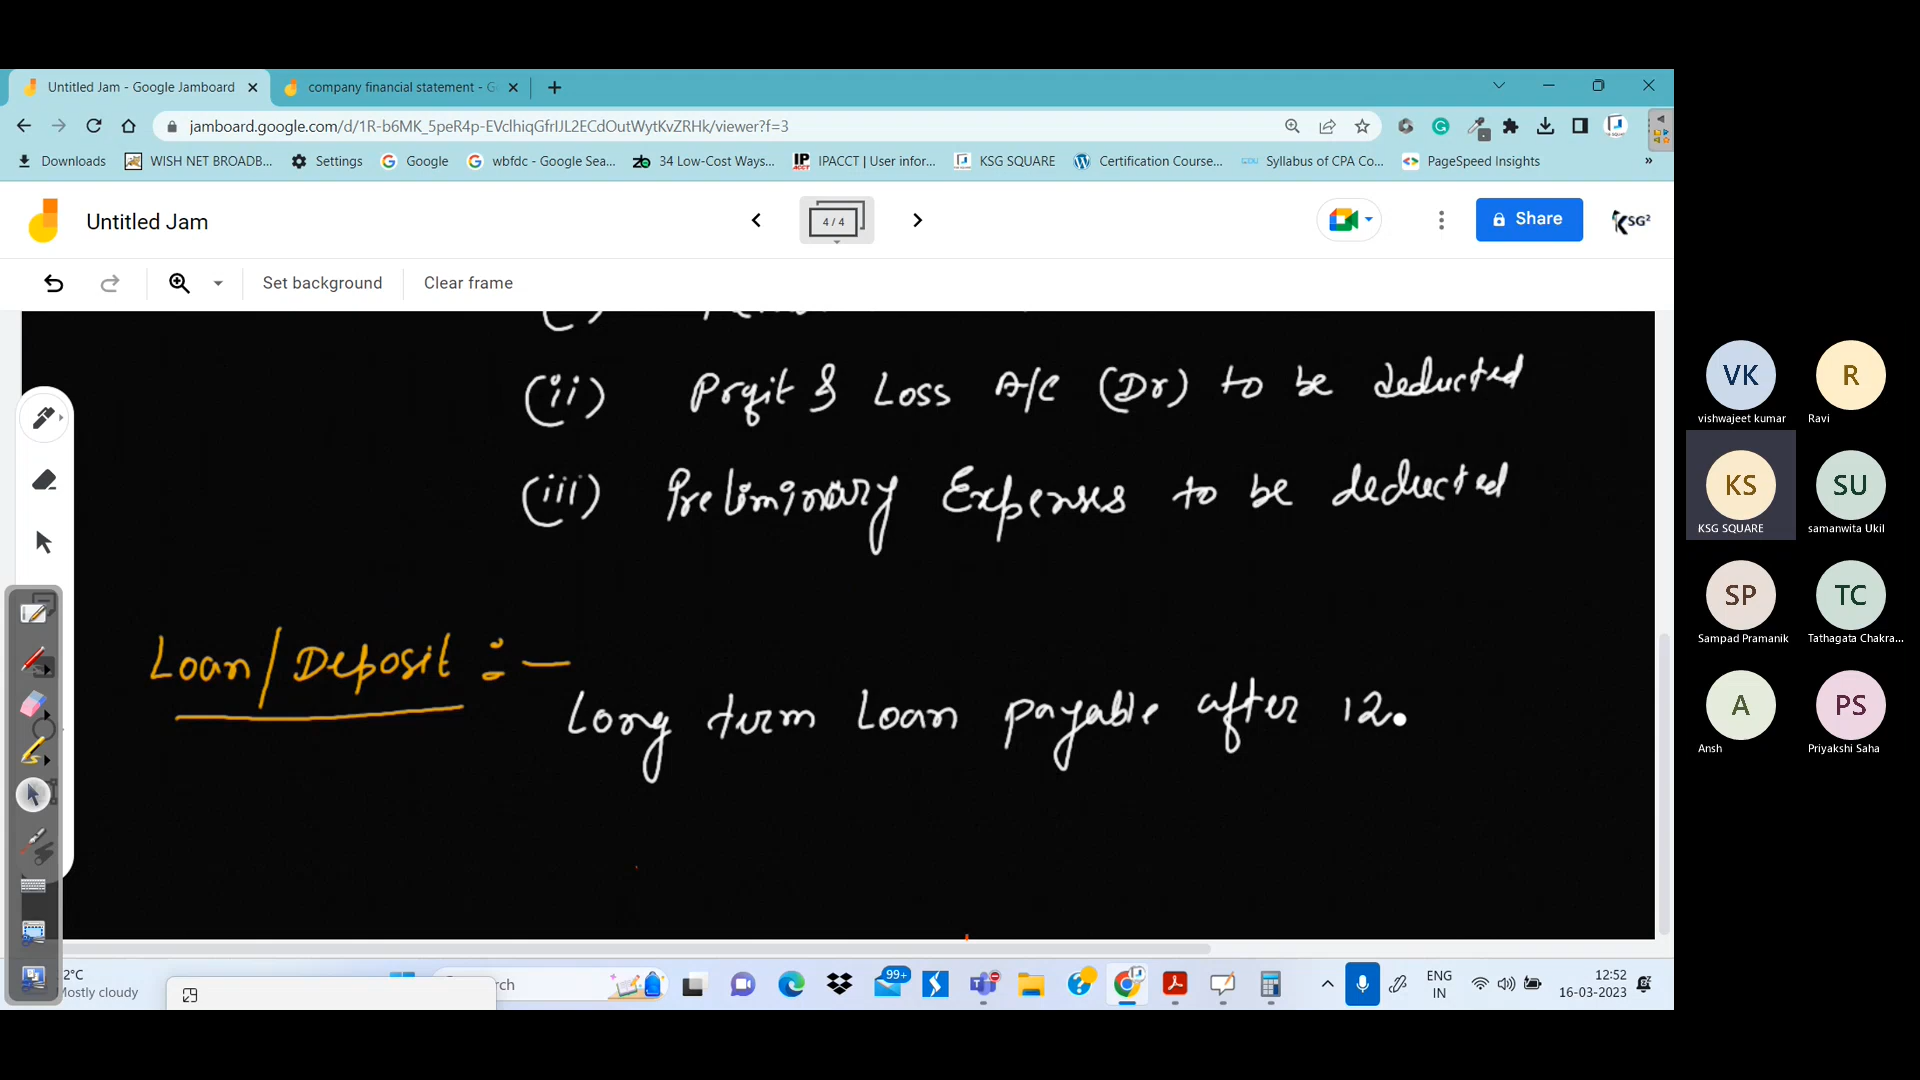 Untitled Jam - Google Jamboard
company financial statement - G
jamboard.google.com/d/1R-b6MK_5peR4p-EVclhiqGfrIJL2ECdOutWytKvZRHk/viewer?f=3
Downloads WISH NET BROADB... Settings Google wbfdc - Google Sea... 34 Low-Cost Ways... IPACCT | User infor... KSG SQUARE Certification Course... Syllabus of CPA Co... PageSpeed Insights »
Untitled Jam
4 / 4
Share
KSG²
Set background Clear frame
(ii) Profit & Loss A/C (Dr) to be deducted
(iii) Preliminary Expenses to be deducted
Loan/Deposit :-
Long term Loan payable after 12
VK R
vishwajeet kumar Ravi
KS SU
KSG SQUARE samanwita Ukil
SP TC
Sampad Pramanik Tathagata Chakra...
A PS
Ansh Priyakshi Saha
2°C
Mostly cloudy
rch
99+
ENG
IN
12:52
16-03-2023